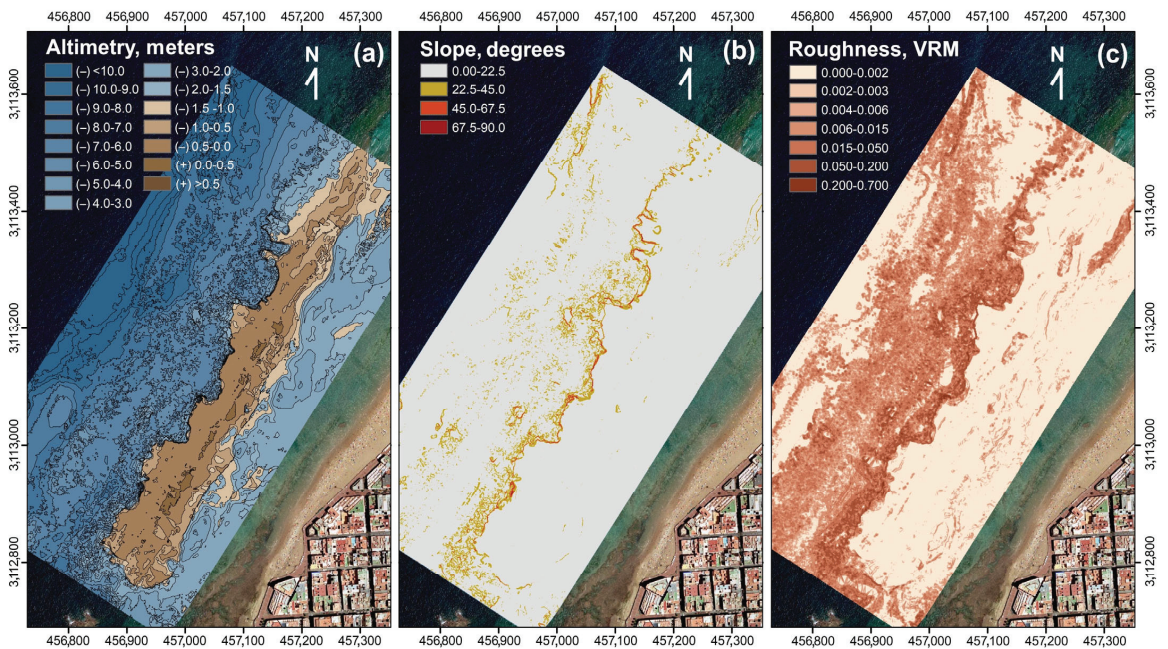 456,800 456,900 457,000 457,100 457,200 457,300
456,800 456,900 457,000 457,100 457,200 457,300
456,800 456,900 457,000 457,100 457,200 457,300
3,113,600
3,113,400
3,113,200
3,113,000
3,112,800
Altimetry, meters
(a)
N
(–) <10.0
(–) 10.0-9.0
(–) 9.0-8.0
(–) 8.0-7.0
(–) 7.0-6.0
(–) 6.0-5.0
(–) 5.0-4.0
(–) 4.0-3.0
(–) 3.0-2.0
(–) 2.0-1.5
(–) 1.5 -1.0
(–) 1.0-0.5
(–) 0.5-0.0
(+) 0.0-0.5
(+) >0.5
Slope, degrees
(b)
N
0.00-22.5
22.5-45.0
45.0-67.5
67.5-90.0
Roughness, VRM
(c)
N
0.000-0.002
0.002-0.003
0.004-0.006
0.006-0.015
0.015-0.050
0.050-0.200
0.200-0.700
3,113,600
3,113,400
3,113,200
3,113,000
3,112,800
456,800 456,900 457,000 457,100 457,200 457,300
456,800 456,900 457,000 457,100 457,200 457,300
456,800 456,900 457,000 457,100 457,200 457,300